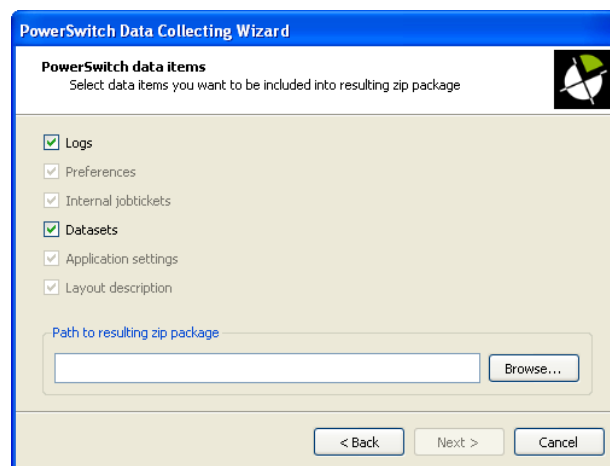 PowerSwitch Data Collecting Wizard
PowerSwitch data items
Select data items you want to be included into resulting zip package
Logs
Preferences
Internal jobtickets
Datasets
Application settings
Layout description
Path to resulting zip package
Browse...
< Back
Next >
Cancel